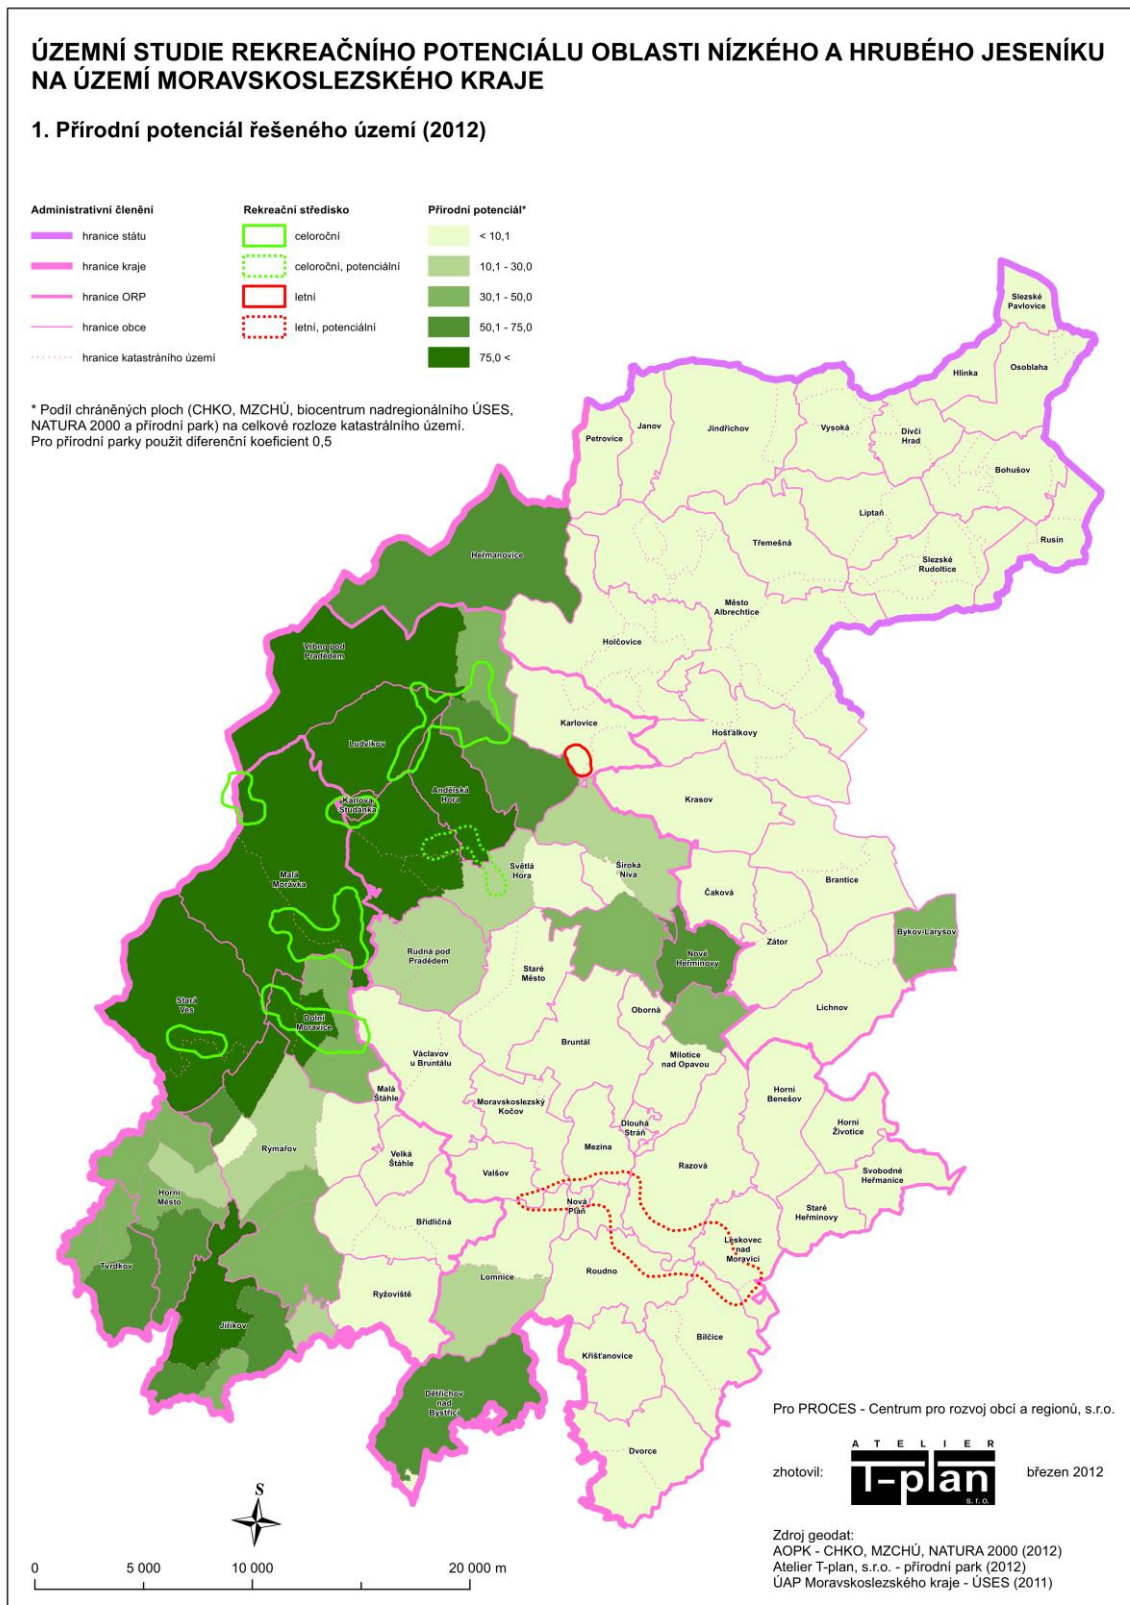 ÚZEMNÍ STUDIE REKREAČNÍHO POTENCIÁLU OBLASTI NÍZKÉHO A HRUBÉHO JESENÍKU
NA ÚZEMÍ MORAVSKOSLEZSKÉHO KRAJE
1. Přírodní potenciál řešeného území (2012)
Administrativní členění
hranice státu
hranice kraje
hranice ORP
hranice obce
hranice katastráního území
Rekreační středisko
celoroční
celoroční, potenciální
letní
letní, potenciální
Přírodní potenciál*
< 10,1
10,1 - 30,0
30,1 - 50,0
50,1 - 75,0
75,0 <
* Podíl chráněných ploch (CHKO, MZCHÚ, biocentrum nadregionálního ÚSES,
NATURA 2000 a přírodní park) na celkové rozloze katastrálního území.
Pro přírodní parky použit diferenční koeficient 0,5
Slezské
Pavlovice
Hlinka
Osoblaha
Petrovice
Janov
Jindřichov
Vysoká
Dívčí
Hrad
Bohušov
Liptaň
Rusín
Třemešná
Slezské
Rudoltice
Heřmanovice
Město
Albrechtice
Holčovice
Vrbno pod
Pradědem
Karlovice
Hošťálkovy
Ludvíkov
Andělská
Hora
Karlova
Studánka
Krasov
Světlá
Hora
Široká
Niva
Malá
Morávka
Čaková
Brantice
Bykov-Láryšov
Rudná pod
Pradědem
Staré
Město
Nové
Heřminovy
Zátor
Stará
Ves
Dolní
Moravice
Oborná
Lichnov
Václavov
u Bruntálu
Bruntál
Milotice
nad Opavou
Malá
Štáhle
Moravskoslezský
Kočov
Horní
Benešov
Dlouhá
Stráň
Horní
Životice
Rýmařov
Velká
Štáhle
Mezina
Valšov
Razová
Svobodné
Heřmanice
Horní
Město
Nová
Pláň
Staré
Heřminovy
Břidličná
Leskovec
nad
Moravicí
Tvrdkov
Lomnice
Roudno
Ryžoviště
Jiříkov
Bílčice
Křišťanovice
Dětřichov
nad
Bystřicí
Dvorce
Pro PROCES - Centrum pro rozvoj obcí a regionů, s.r.o.
zhotovil:
ATELIER
T-plan
s. r. o.
březen 2012
S
0
5 000
10 000
20 000 m
Zdroj geodat:
AOPK - CHKO, MZCHÚ, NATURA 2000 (2012)
Atelier T-plan, s.r.o. - přírodní park (2012)
ÚAP Moravskoslezského kraje - ÚSES (2011)